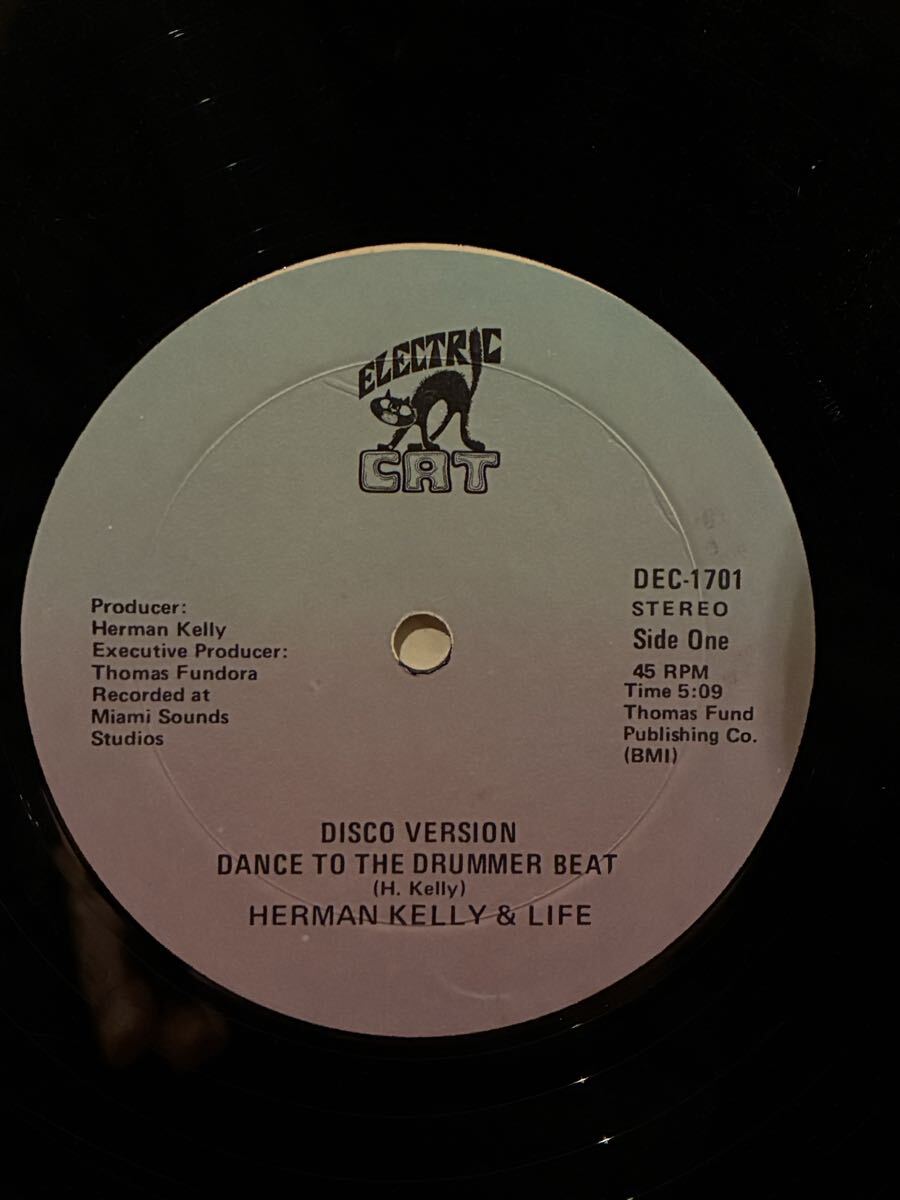 ELECTRIC
CAT
DEC-1701
STEREO
Side One
45 RPM
Time 5:09
Thomas Fund
Publishing Co.
(BMI)
Producer:
Herman Kelly
Executive Producer:
Thomas Fundora
Recorded at
Miami Sounds
Studios
DISCO VERSION
DANCE TO THE DRUMMER BEAT
(H. Kelly)
HERMAN KELLY & LIFE